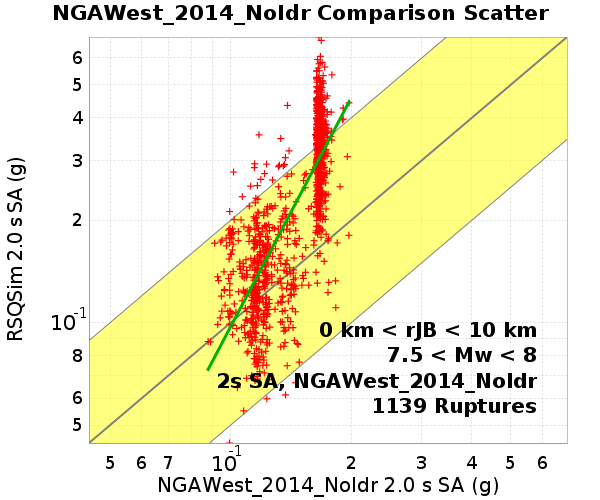 NGAWest_2014_NoIdr Comparison Scatter
RSQSim 2.0 s SA (g)
6
5
4
3
2
10^-1
8
6
5
0 km < rJB < 10 km
7.5 < Mw < 8
2s SA, NGAWest_2014_NoIdr
1139 Ruptures
5 6 7 10^-1 2 3 4 5 6
NGAWest_2014_NoIdr 2.0 s SA (g)